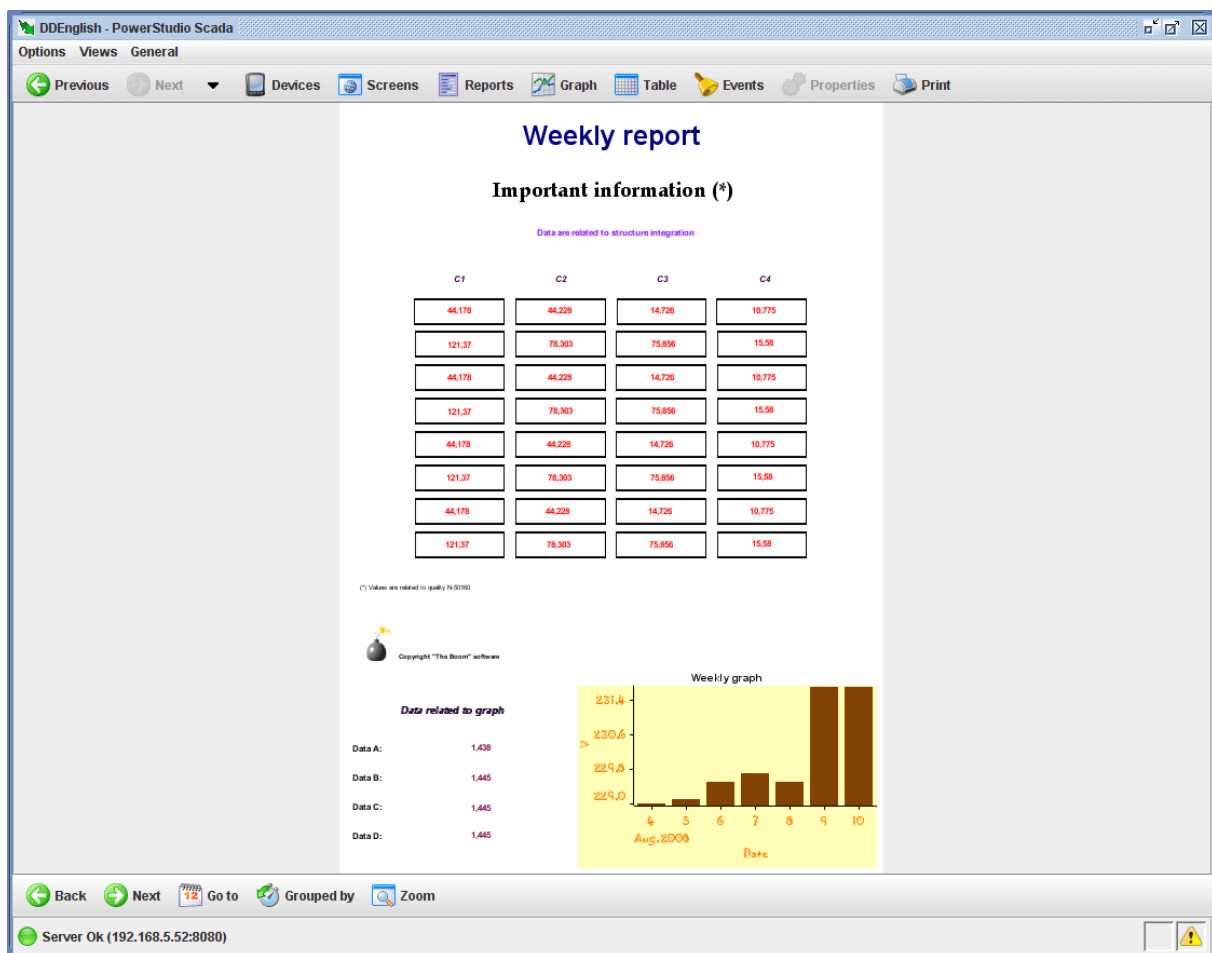 DDEnglish - PowerStudio Scada
Options Views General
Previous Next Devices Screens Reports Graph Table Events Properties Print
Weekly report
Important information (*)
Data are related to structure integration
C1 C2 C3 C4
44,178 44,228 14,726 10,775
121,37 78,303 75,856 15,58
44,178 44,228 14,726 10,775
121,37 78,303 75,856 15,58
44,178 44,228 14,726 10,775
121,37 78,303 75,856 15,58
44,178 44,228 14,726 10,775
121,37 78,303 75,856 15,58
(*) Values are related to quality N-50160
Copyright "The Boom" software
Data related to graph
Data A: 1,438
Data B: 1,445
Data C: 1,445
Data D: 1,445
Weekly graph
231,4
230,6
V
229,8
229,0
4 5 6 7 8 9 10
Aug,2008
Date
Back Next 12 Go to Grouped by Zoom
Server Ok (192.168.5.52:8080)